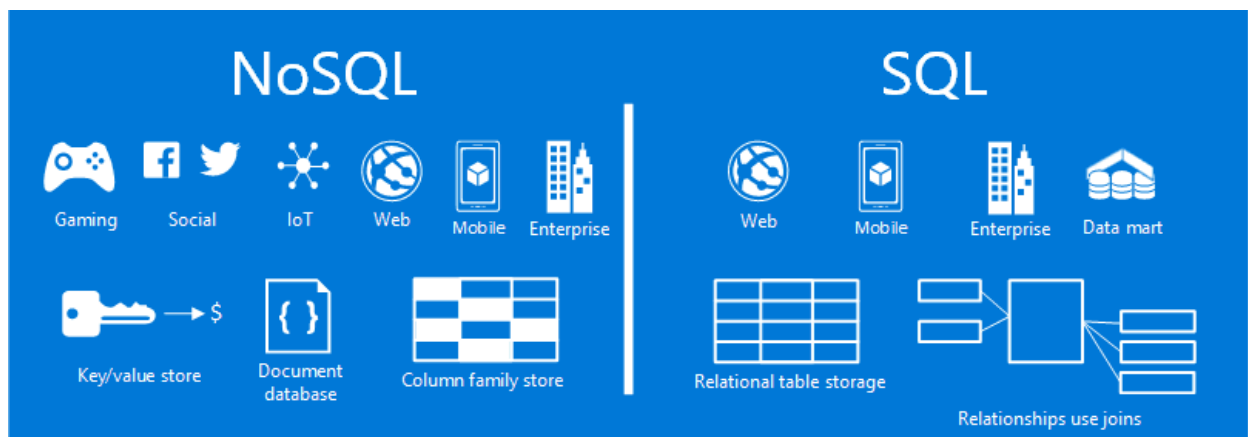 NoSQL
SQL
Gaming
Social
IoT
Web
Mobile
Enterprise
Web
Mobile
Enterprise
Data mart
$
{ }
Key/value store
Document
database
Column family store
Relational table storage
Relationships use joins